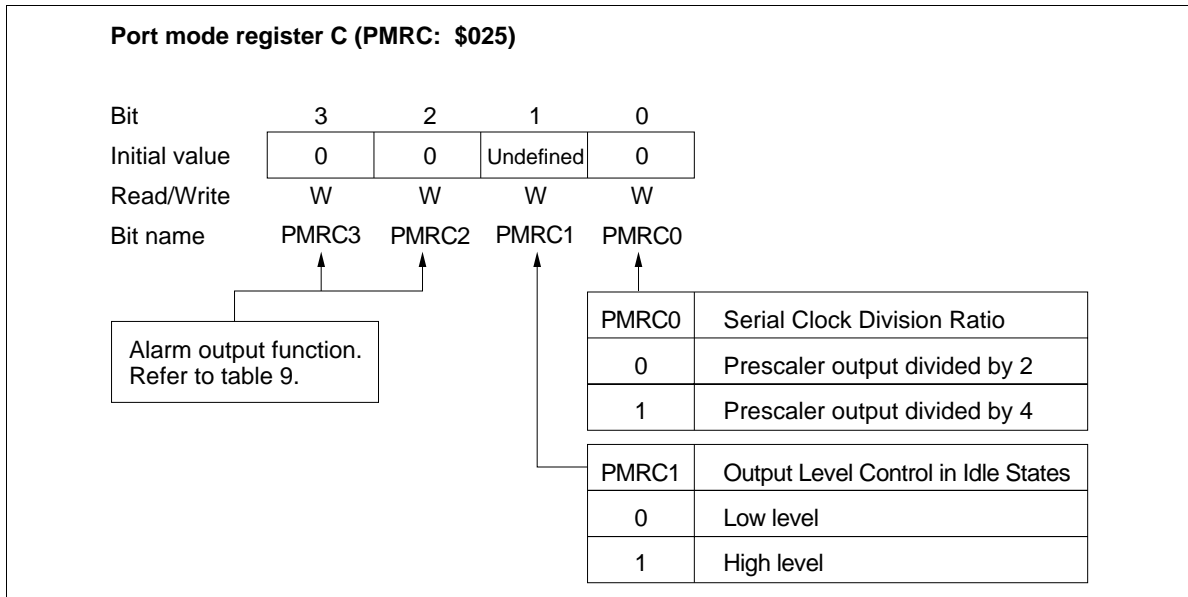 Port mode register C (PMRC: $025)
Bit 3 2 1 0
Initial value 0 0 Undefined 0
Read/Write W W W W
Bit name PMRC3 PMRC2 PMRC1 PMRC0
Alarm output function.
Refer to table 9.
PMRC0 Serial Clock Division Ratio
0 Prescaler output divided by 2
1 Prescaler output divided by 4
PMRC1 Output Level Control in Idle States
0 Low level
1 High level